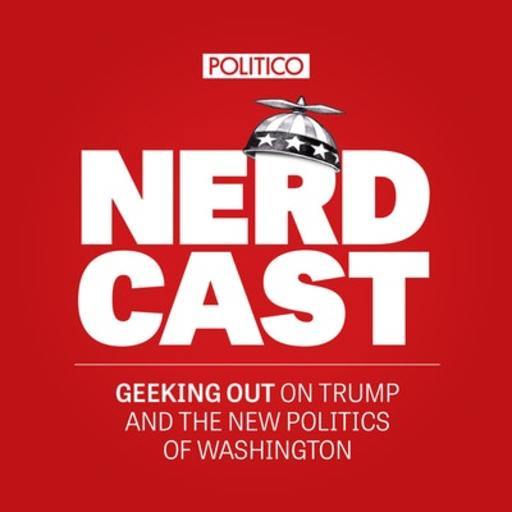 POLITICO
NERD
CAST
GEEKING OUT ON TRUMP
AND THE NEW POLITICS
OF WASHINGTON